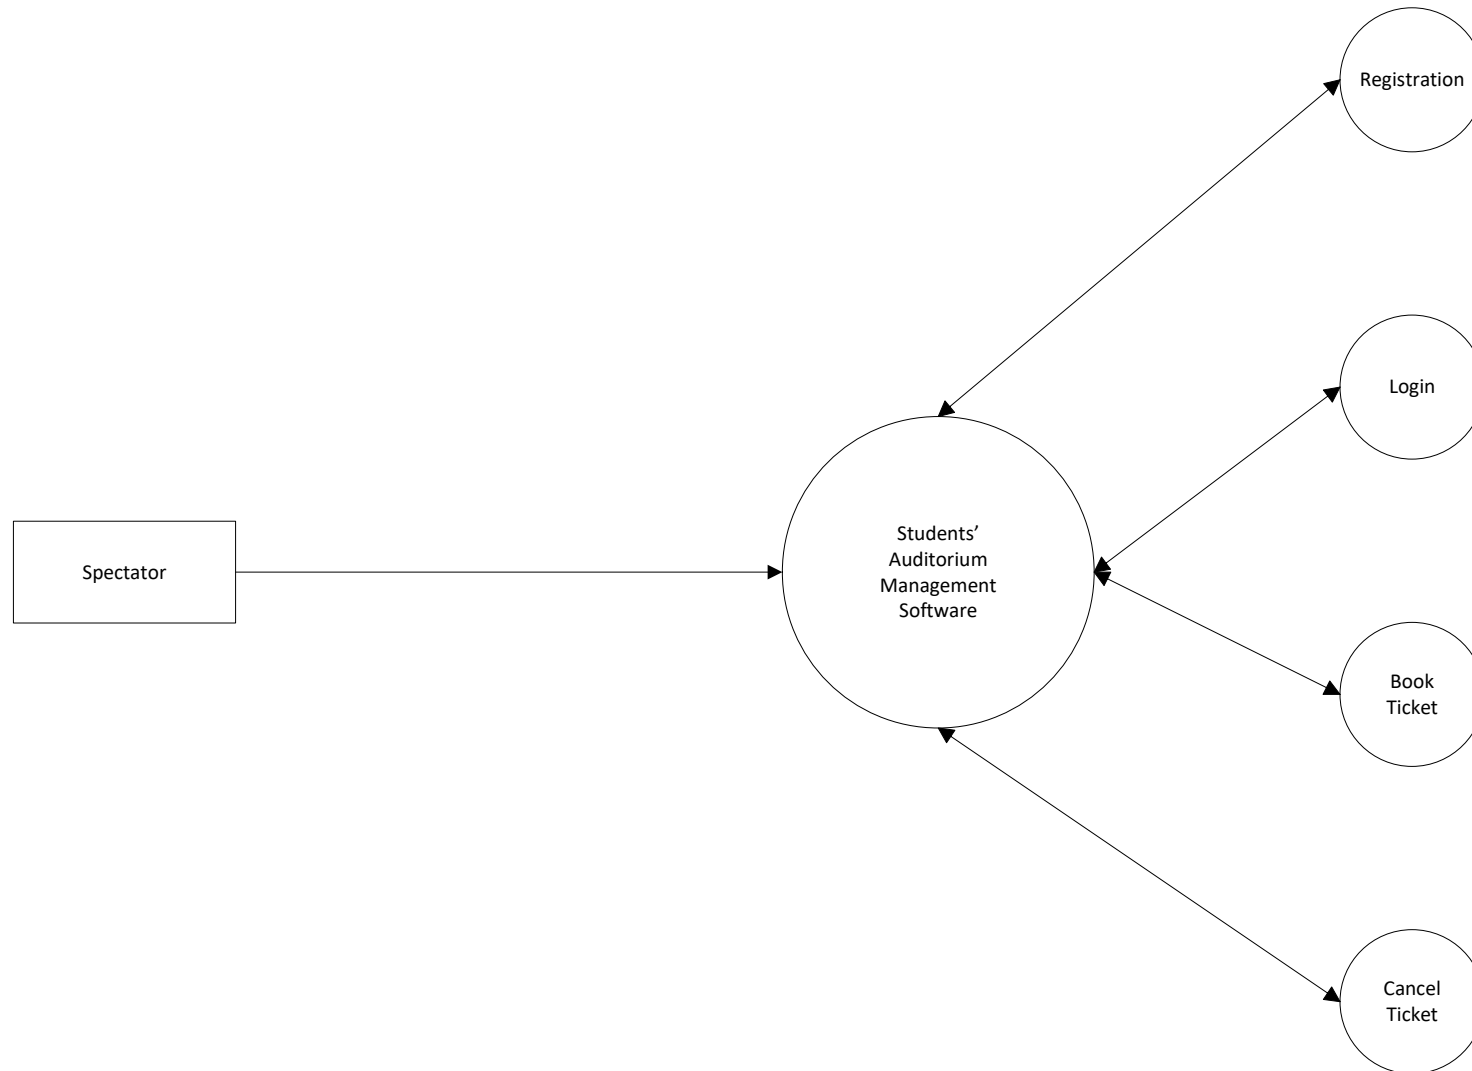 Registration
Login
Spectator
Students’
Auditorium
Management
Software
Book
Ticket
Cancel
Ticket